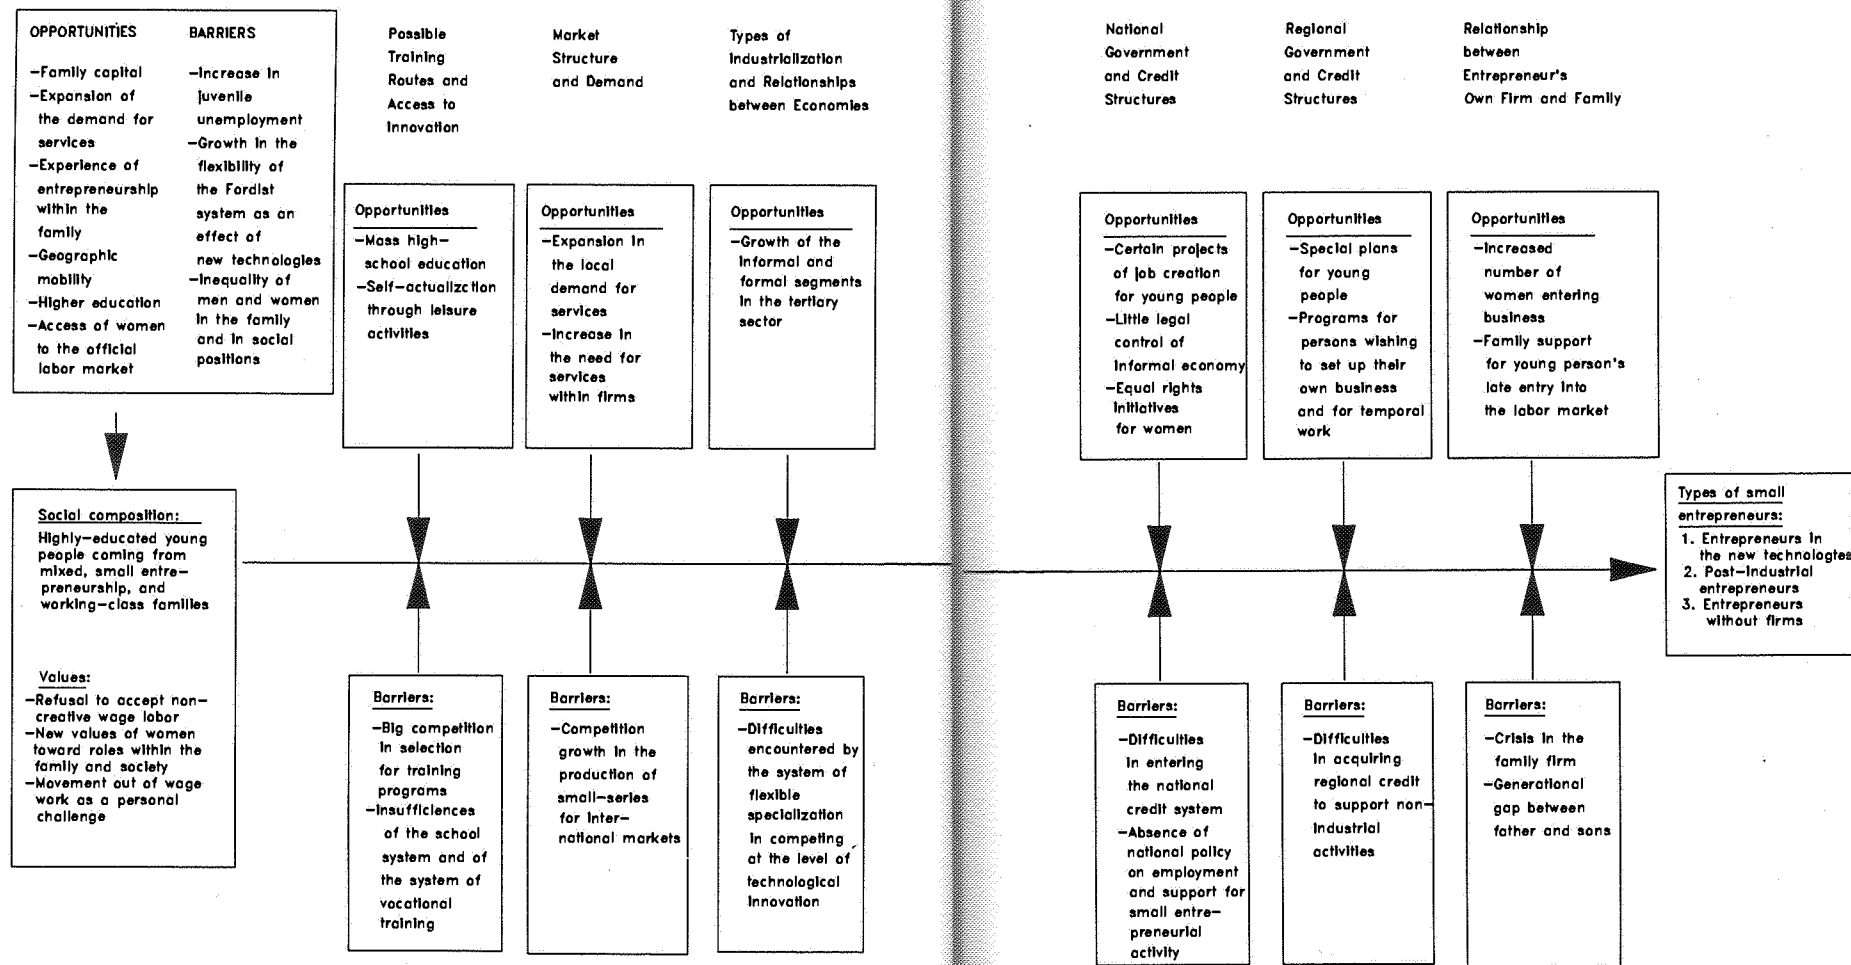 OPPORTUNITIES
-Family capital
-Expansion of
the demand for
services
-Experience of
entrepreneurship
within the
family
-Geographic
mobility
-Higher education
-Access of women
to the official
labor market
BARRIERS
-Increase in
juvenile
unemployment
-Growth in the
flexibility of
the Fordist
system as an
effect of
new technologies
-Inequality of
men and women
in the family
and in social
positions
Possible
Training
Routes and
Access to
Innovation
Market
Structure
and Demand
Types of
Industrialization
and Relationships
between Economies
National
Government
and Credit
Structures
Regional
Government
and Credit
Structures
Relationship
between
Entrepreneur's
Own Firm and Family
Opportunities
-Mass high-
school education
-Self-actualization
through leisure
activities
Opportunities
-Expansion in
the local
demand for
services
-Increase in
the need for
services
within firms
Opportunities
-Growth of the
informal and
formal segments
in the tertiary
sector
Opportunities
-Certain projects
of job creation
for young people
-Little legal
control of
informal economy
-Equal rights
initiatives
for women
Opportunities
-Special plans
for young
people
-Programs for
persons wishing
to set up their
own business
and for temporal
work
Opportunities
-Increased
number of
women entering
business
-Family support
for young person's
late entry into
the labor market
Social composition:
Highly-educated young
people coming from
mixed, small entre-
preneurship, and
working-class families
Values:
-Refusal to accept non-
creative wage labor
-New values of women
toward roles within the
family and society
-Movement out of wage
work as a personal
challenge
Types of small
entrepreneurs:
1. Entrepreneurs in
the new technologies
2. Post-industrial
entrepreneurs
3. Entrepreneurs
without firms
Barriers:
-Big competition
in selection
for training
programs
-Insufficiences
of the school
system and of
the system of
vocational
training
Barriers:
-Competition
growth in the
production of
small-series
for inter-
national markets
Barriers:
-Difficulties
encountered by
the system of
flexible
specialization
in competing
at the level of
technological
innovation
Barriers:
-Difficulties
in entering
the national
credit system
-Absence of
national policy
on employment
and support for
small entre-
preneurial
activity
Barriers:
-Difficulties
in acquiring
regional credit
to support non-
industrial
activities
Barriers:
-Crisis in the
family firm
-Generational
gap between
father and sons